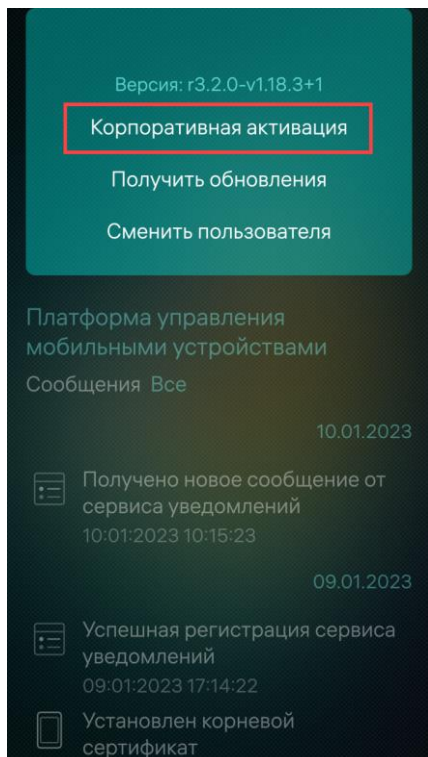 Версия: r3.2.0-v1.18.3+1
Корпоративная активация
Получить обновления
Сменить пользователя
Платформа управления
мобильными устройствами
Сообщения Все
10.01.2023
Получено новое сообщение от
сервиса уведомлений
10:01:2023 10:15:23
09.01.2023
Успешная регистрация сервиса
уведомлений
09:01:2023 17:14:22
Установлен корневой
сертификат